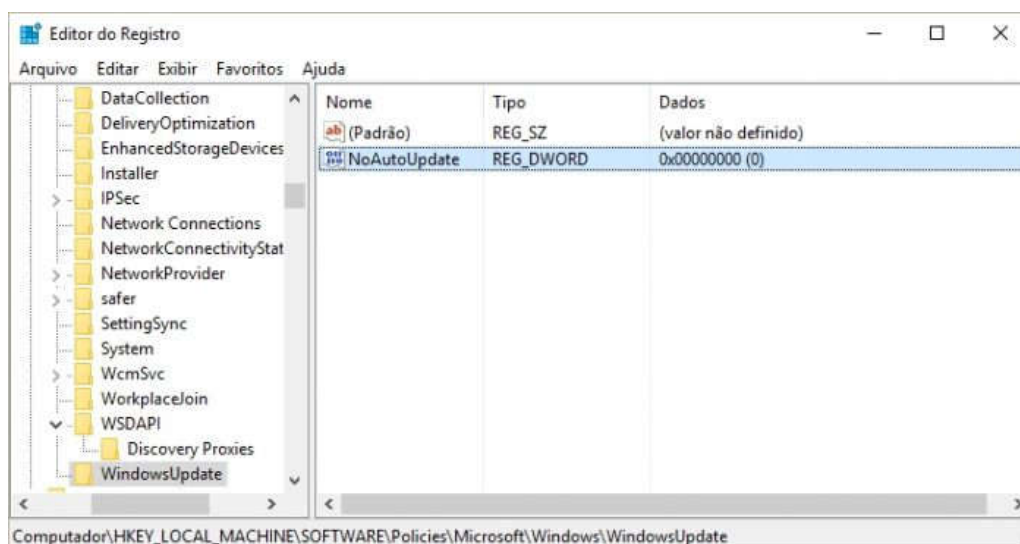 Editor do Registro
Arquivo Editar Exibir Favoritos Ajuda
DataCollection
DeliveryOptimization
EnhancedStorageDevices
Installer
IPSec
Network Connections
NetworkConnectivityStat
NetworkProvider
safer
SettingSync
System
WcmSvc
WorkplaceJoin
WSDAPI
Discovery Proxies
WindowsUpdate
Nome Tipo Dados
ab (Padrão) REG_SZ (valor não definido)
NoAutoUpdate REG_DWORD 0x00000000 (0)
Computador\HKEY_LOCAL_MACHINE\SOFTWARE\Policies\Microsoft\Windows\WindowsUpdate